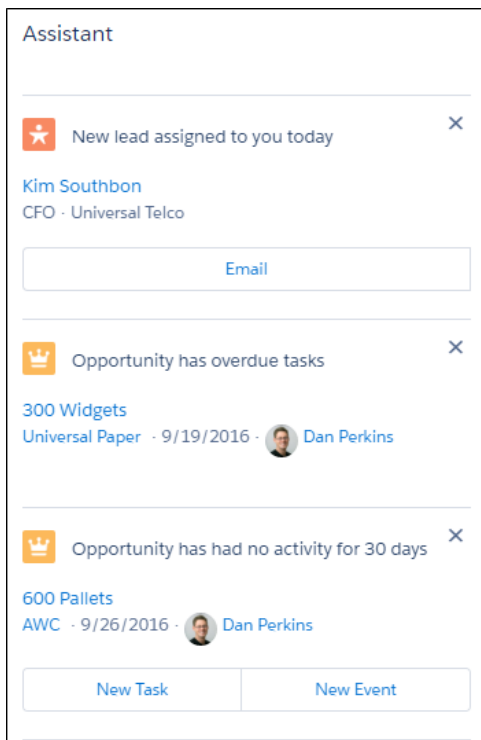 Assistant
New lead assigned to you today
Kim Southbon
CFO · Universal Telco
Email
Opportunity has overdue tasks
300 Widgets
Universal Paper · 9/19/2016 · Dan Perkins
Opportunity has had no activity for 30 days
600 Pallets
AWC · 9/26/2016 · Dan Perkins
New Task New Event